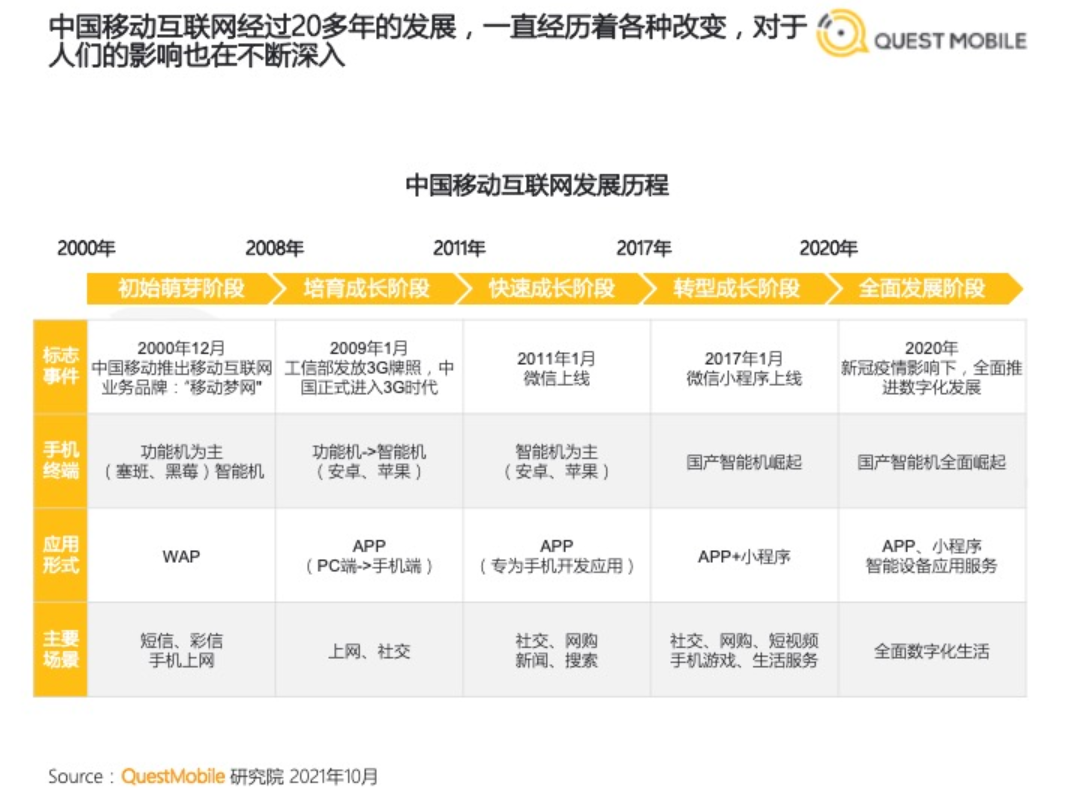 中国移动互联网经过20多年的发展，一直经历着各种改变，对于
人们的影响也在不断深入
QUEST MOBILE
中国移动互联网发展历程
2000年
2008年
2011年
2017年
2020年
初始萌芽阶段
培育成长阶段
快速成长阶段
转型成长阶段
全面发展阶段
标志
事件
2000年12月
中国移动推出移动互联网
业务品牌：“移动梦网"
2009年1月
工信部发放3G牌照，中
国正式进入3G时代
2011年1月
微信上线
2017年1月
微信小程序上线
2020年
新冠疫情影响下，全面推
进数字化发展
手机
终端
功能机为主
（塞班、黑莓）智能机
功能机->智能机
（安卓、苹果）
智能机为主
（安卓、苹果）
国产智能机崛起
国产智能机全面崛起
应用
形式
WAP
APP
（PC端->手机端）
APP
（专为手机开发应用）
APP+小程序
APP、小程序
智能设备应用服务
主要
场景
短信、彩信
手机上网
上网、社交
社交、网购
新闻、搜索
社交、网购、短视频
手机游戏、生活服务
全面数字化生活
Source：QuestMobile 研究院 2021年10月